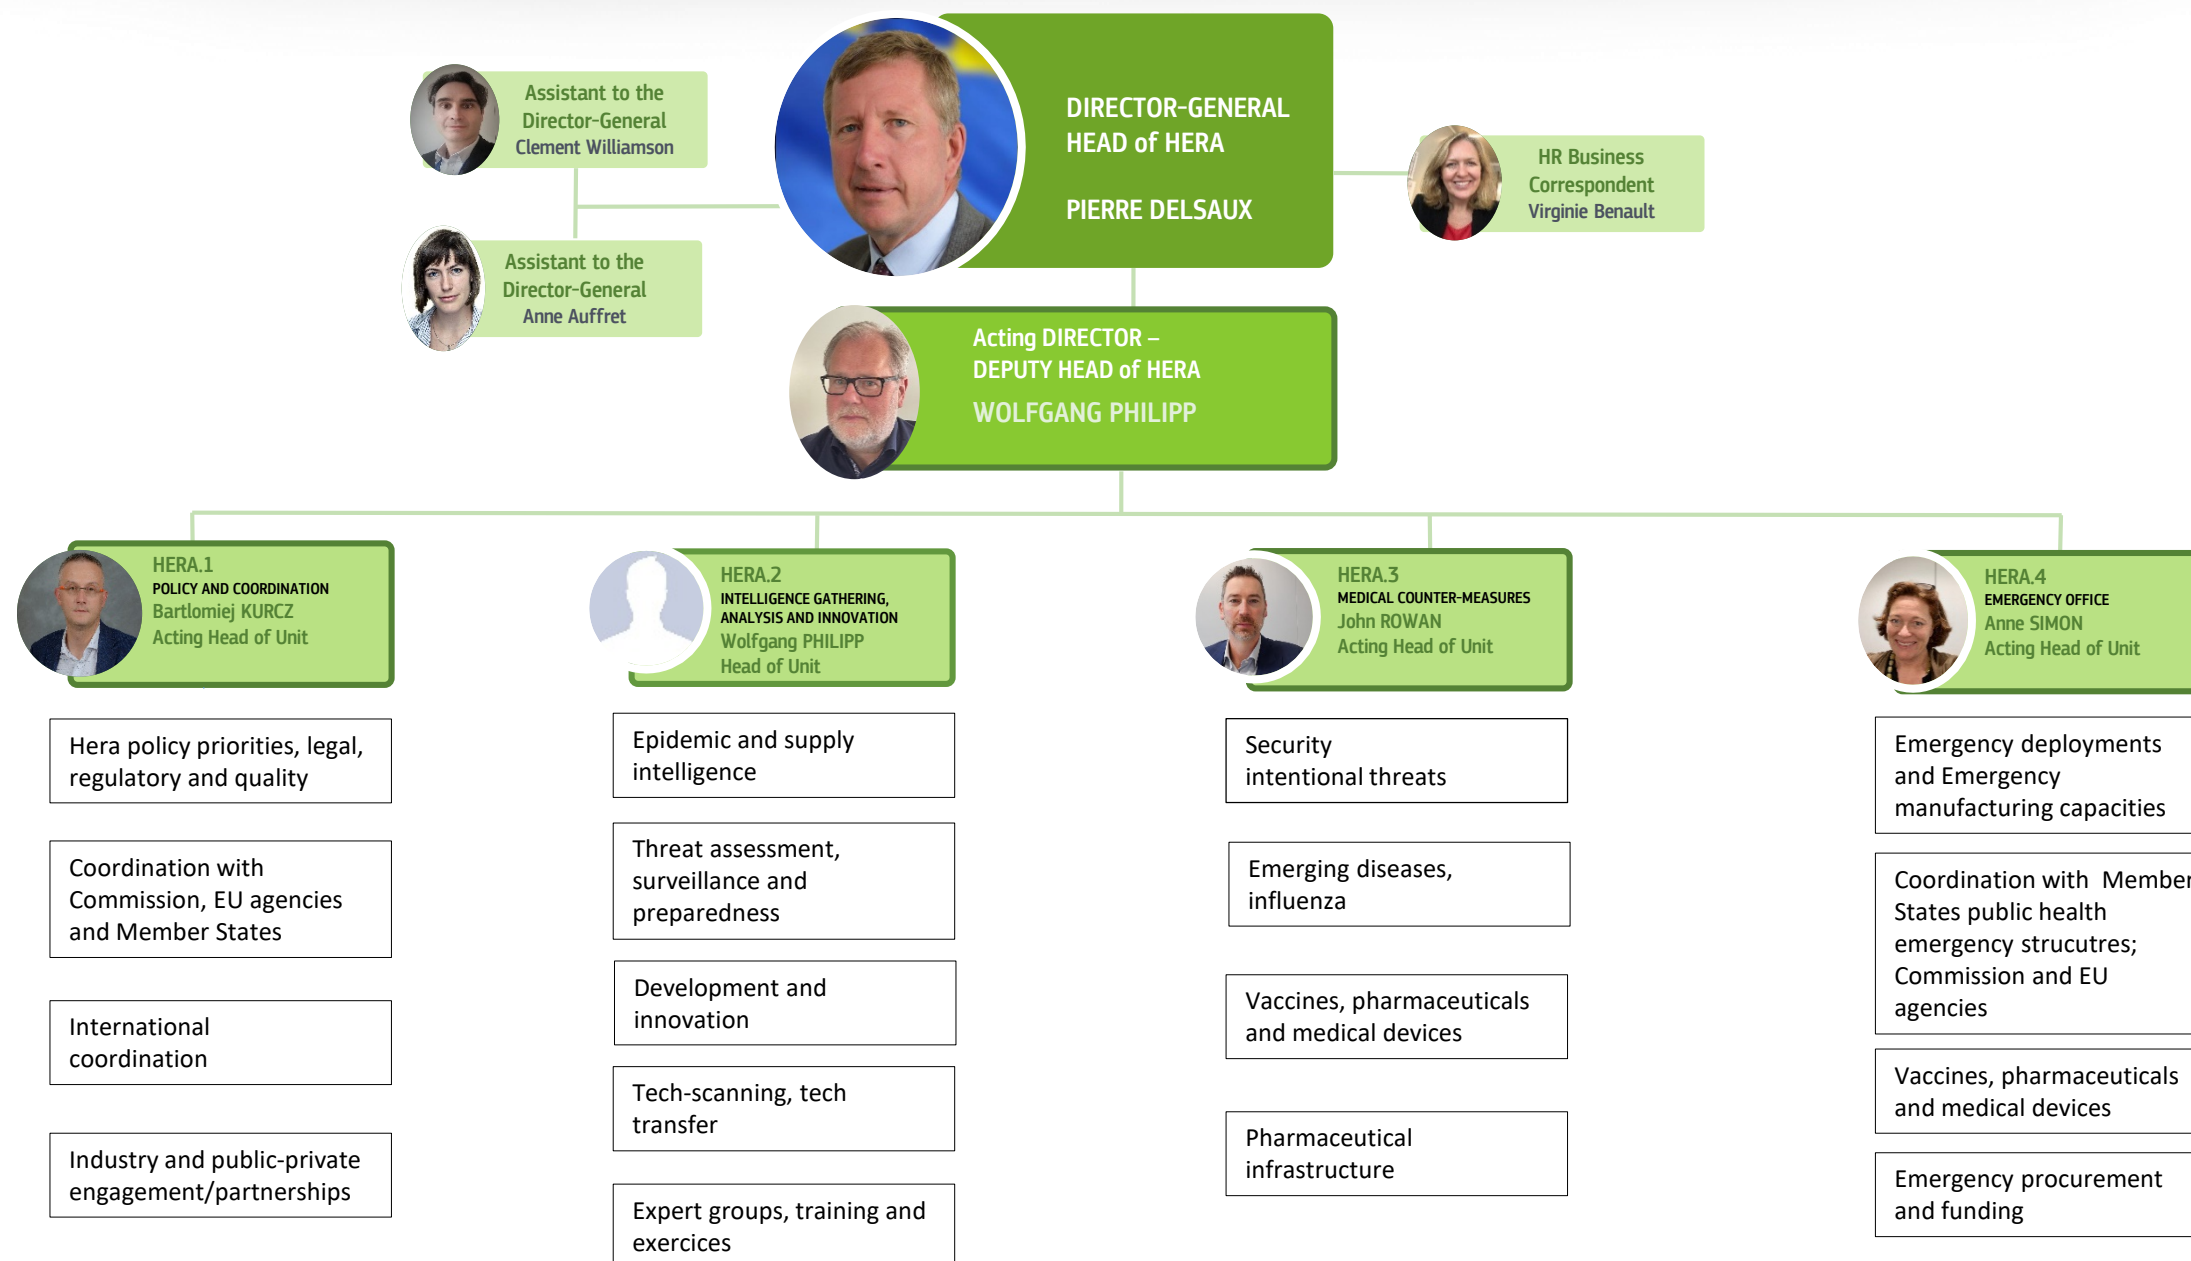 Assistant to the
Director-General
Clement Williamson
DIRECTOR-GENERAL
HEAD of HERA
PIERRE DELSAUX
HR Business
Correspondent
Virginie Benault
Assistant to the
Director-General
Anne Auffret
Acting DIRECTOR –
DEPUTY HEAD of HERA
WOLFGANG PHILIPP
HERA.1
POLICY AND COORDINATION
Bartlomiej KURCZ
Acting Head of Unit
Hera policy priorities, legal,
regulatory and quality
Coordination with
Commission, EU agencies
and Member States
International
coordination
Industry and public-private
engagement/partnerships
HERA.2
INTELLIGENCE GATHERING,
ANALYSIS AND INNOVATION
Wolfgang PHILIPP
Head of Unit
Epidemic and supply
intelligence
Threat assessment,
surveillance and
preparedness
Development and
innovation
Tech-scanning, tech
transfer
Expert groups, training and
exercices
HERA.3
MEDICAL COUNTER-MEASURES
John ROWAN
Acting Head of Unit
Security
intentional threats
Emerging diseases,
influenza
Vaccines, pharmaceuticals
and medical devices
Pharmaceutical
infrastructure
HERA.4
EMERGENCY OFFICE
Anne SIMON
Acting Head of Unit
Emergency deployments
and Emergency
manufacturing capacities
Coordination with  Member
States public health
emergency strucutres;
Commission and EU
agencies
Vaccines, pharmaceuticals
and medical devices
Emergency procurement
and funding